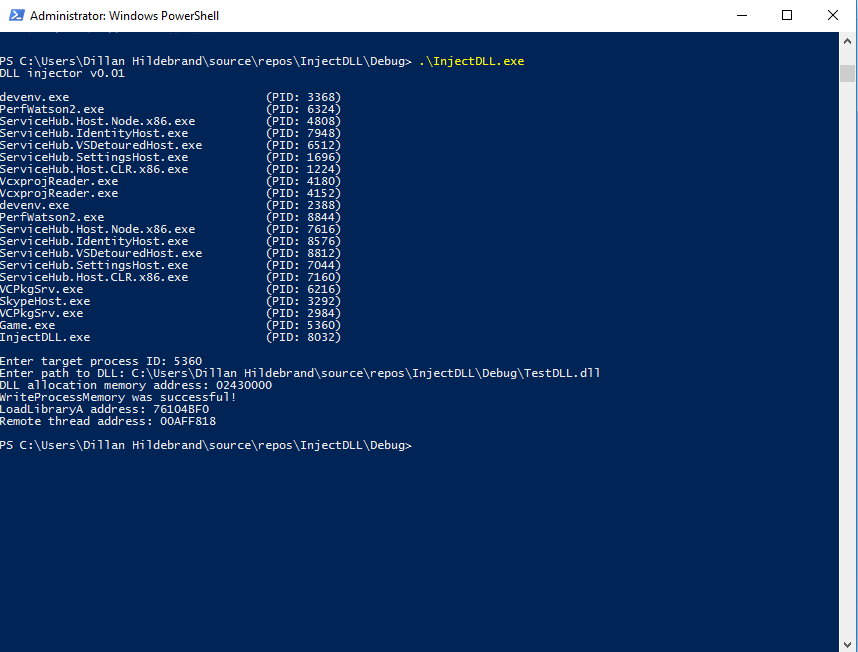 Administrator: Windows PowerShell
PS C:\Users\Dillan Hildebrand\source\repos\InjectDLL\Debug> .\InjectDLL.exe
DLL injector v0.01
devenv.exe (PID: 3368)
PerfWatson2.exe (PID: 6324)
ServiceHub.Host.Node.x86.exe (PID: 4808)
ServiceHub.IdentityHost.exe (PID: 7948)
ServiceHub.VSDetouredHost.exe (PID: 6512)
ServiceHub.SettingsHost.exe (PID: 1696)
ServiceHub.Host.CLR.x86.exe (PID: 1224)
VcxprojReader.exe (PID: 4180)
VcxprojReader.exe (PID: 4152)
devenv.exe (PID: 2388)
PerfWatson2.exe (PID: 8844)
ServiceHub.Host.Node.x86.exe (PID: 7616)
ServiceHub.IdentityHost.exe (PID: 8576)
ServiceHub.VSDetouredHost.exe (PID: 8812)
ServiceHub.SettingsHost.exe (PID: 7044)
ServiceHub.Host.CLR.x86.exe (PID: 7160)
VCPkgSrv.exe (PID: 6216)
SkypeHost.exe (PID: 3292)
VCPkgSrv.exe (PID: 2984)
Game.exe (PID: 5360)
InjectDLL.exe (PID: 8032)
Enter target process ID: 5360
Enter path to DLL: C:\Users\Dillan Hildebrand\source\repos\InjectDLL\Debug\TestDLL.dll
DLL allocation memory address: 02430000
WriteProcessMemory was successful!
LoadLibraryA address: 76104BF0
Remote thread address: 00AFF818
PS C:\Users\Dillan Hildebrand\source\repos\InjectDLL\Debug>